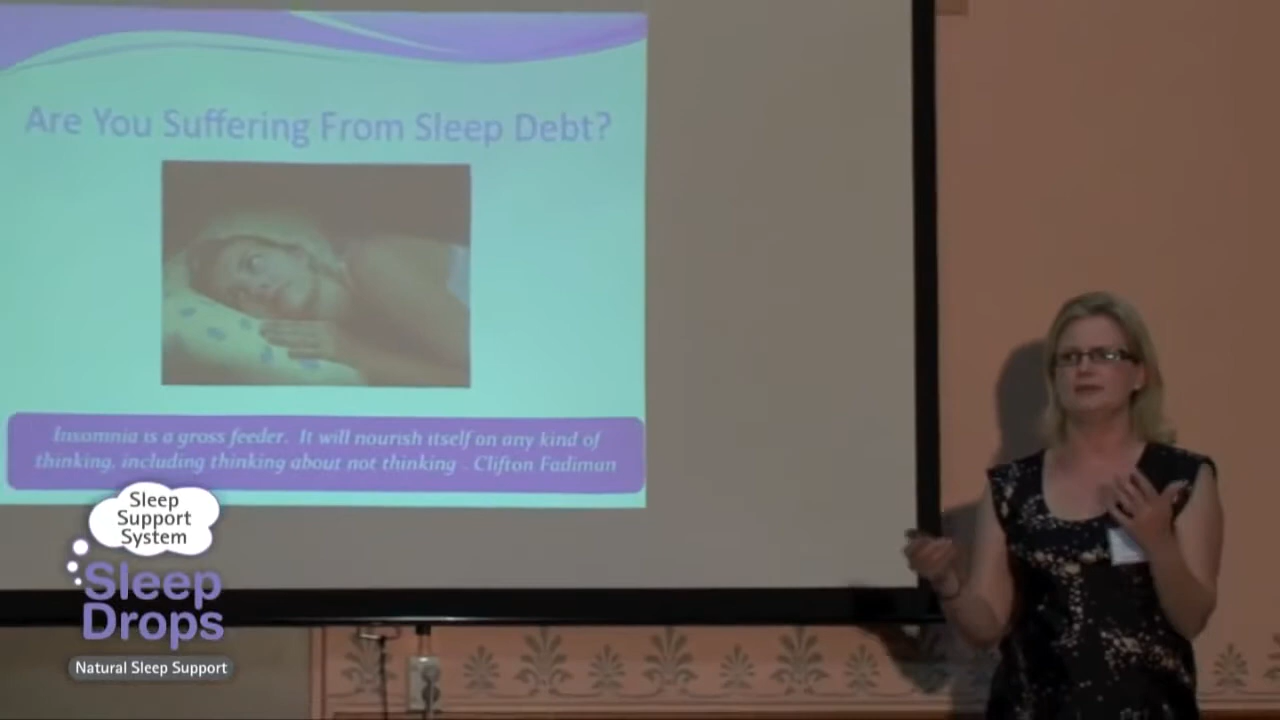 Are You Suffering From Sleep Debt?
Insomnia is a gross feeder. It will nourish itself on any kind of
thinking, including thinking about not thinking . Clifton Fadiman
Sleep
Support
System
Sleep
Drops
Natural Sleep Support